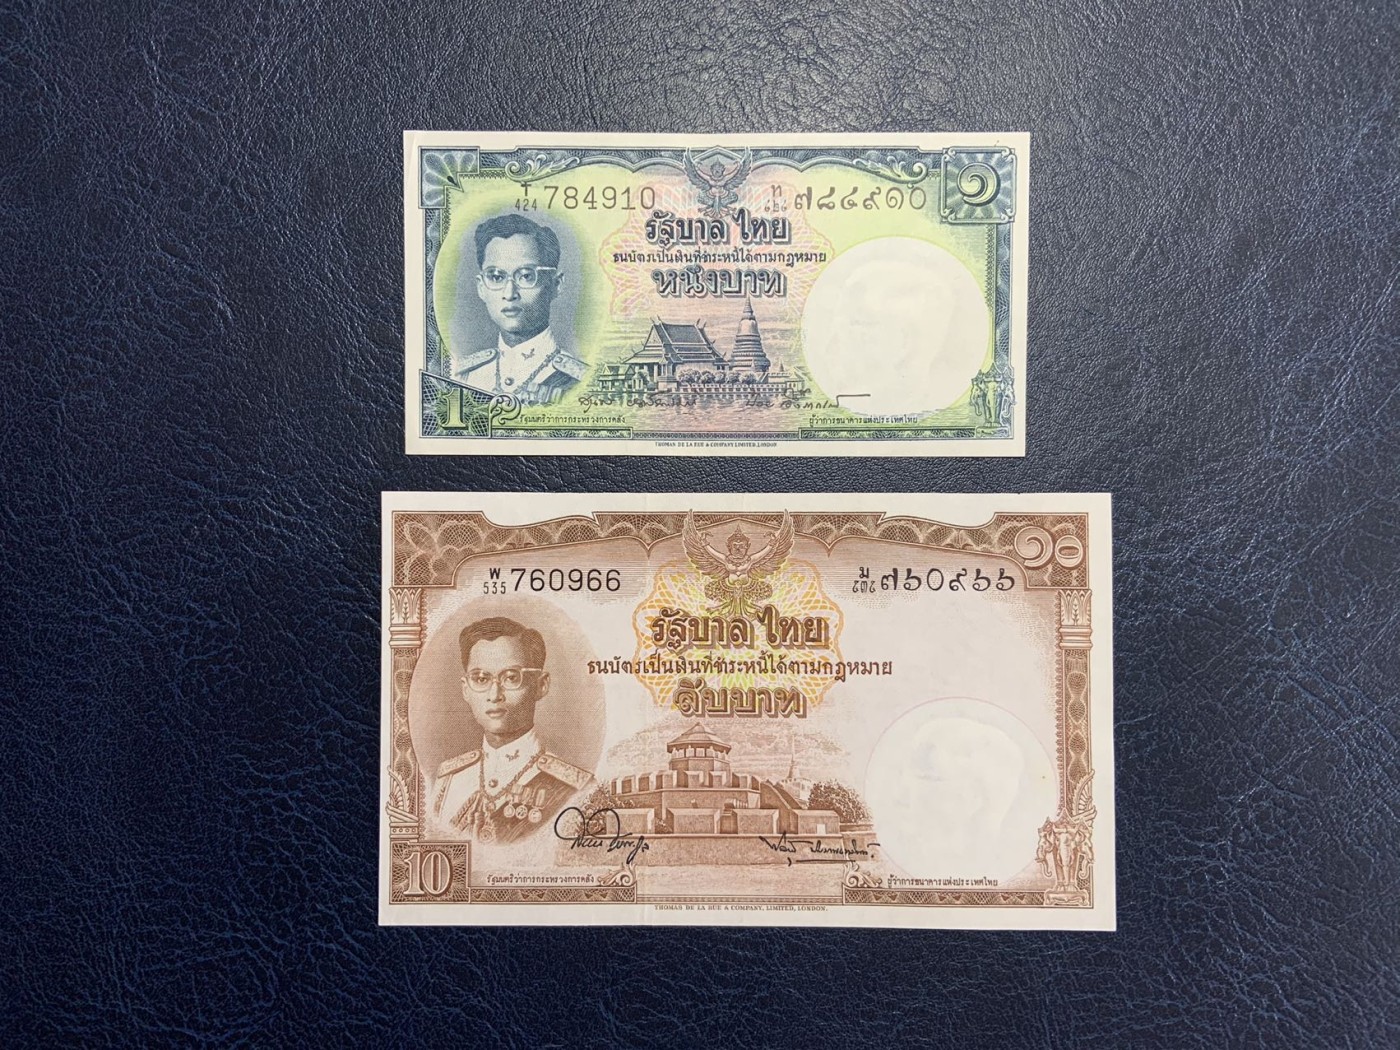 T
424 784910
ท
๔๒๔ ๗๘๔๙๑๐
๑
รัฐบาลไทย
ธนบัตรเป็นเงินที่ชำระหนี้ได้ตามกฎหมาย
หนึ่งบาท
1
รัฐมนตรีว่าการกระทรวงการคลัง
ผู้ว่าการธนาคารแห่งประเทศไทย
THOMAS DE LA RUE & COMPANY LIMITED, LONDON
๑๐
W
535 760966
ม
๕๓๕ ๗๖๐๙๖๖
รัฐบาลไทย
ธนบัตรเป็นเงินที่ชำระหนี้ได้ตามกฎหมาย
สิบบาท
10
รัฐมนตรีว่าการกระทรวงการคลัง
ผู้ว่าการธนาคารแห่งประเทศไทย
THOMAS DE LA RUE & COMPANY, LIMITED, LONDON.